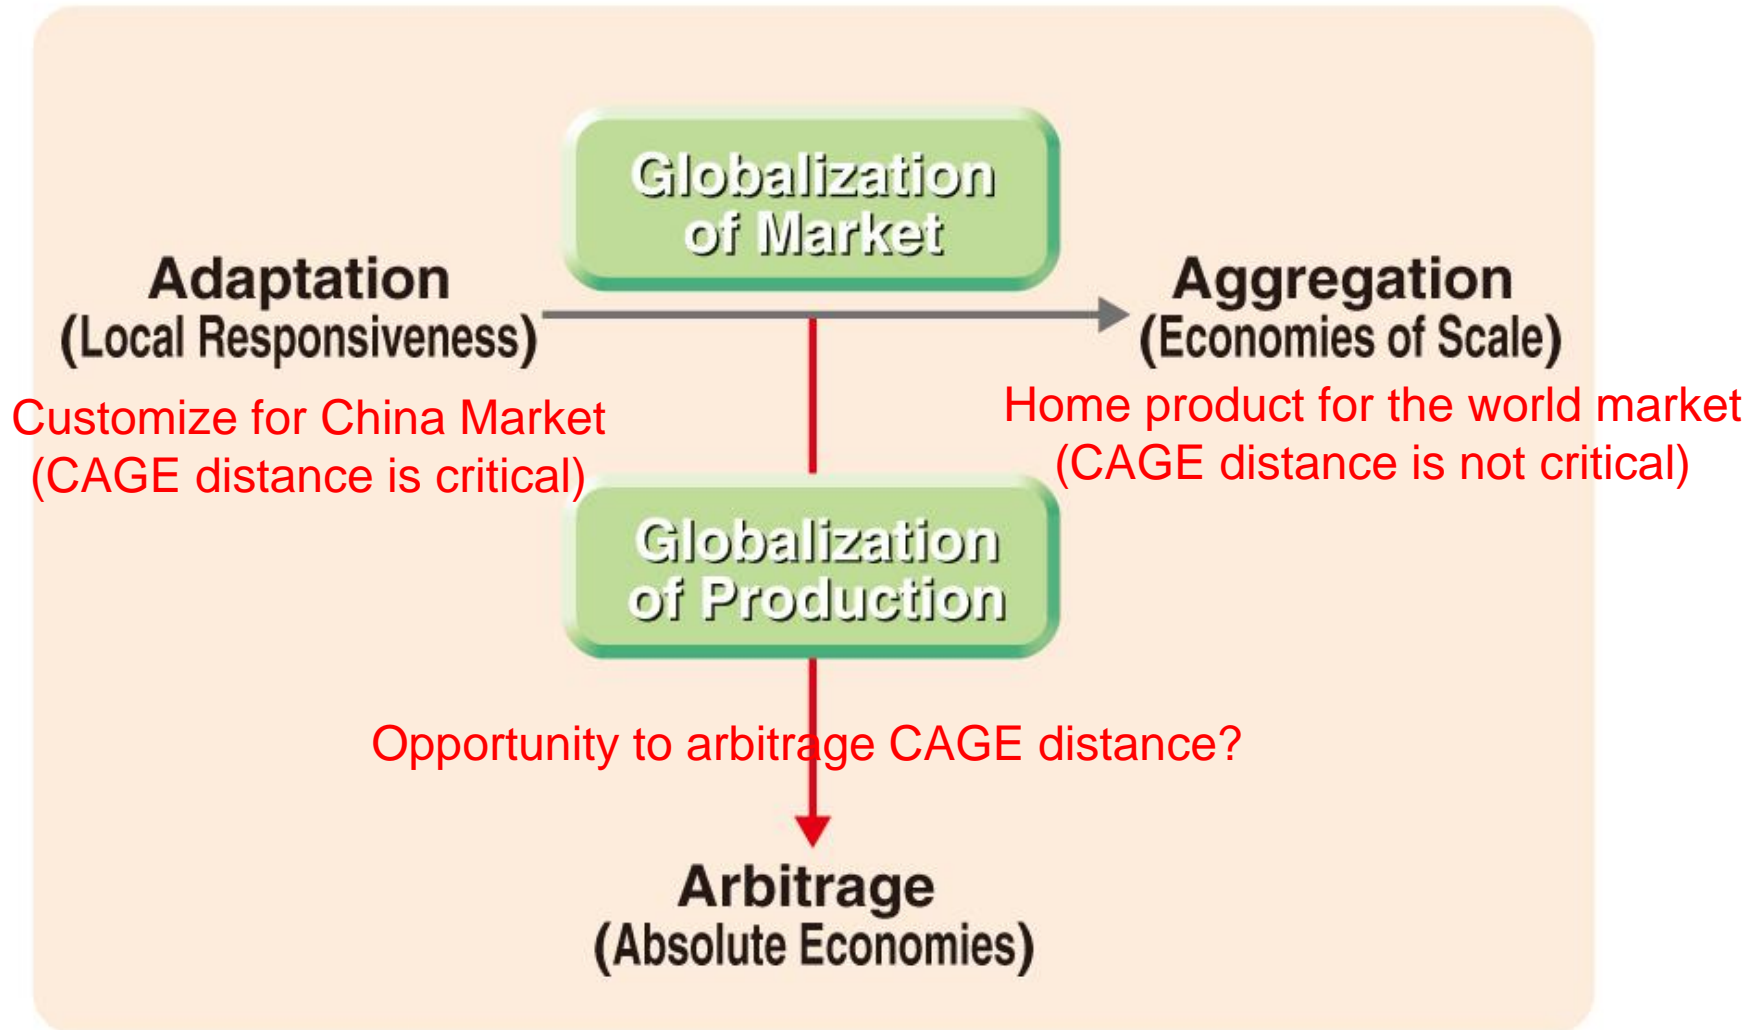 Globalization
of Market
Adaptation
(Local Responsiveness)
Aggregation
(Economies of Scale)
Customize for China Market
(CAGE distance is critical)
Home product for the world market
(CAGE distance is not critical)
Globalization
of Production
Opportunity to arbitrage CAGE distance?
Arbitrage
(Absolute Economies)